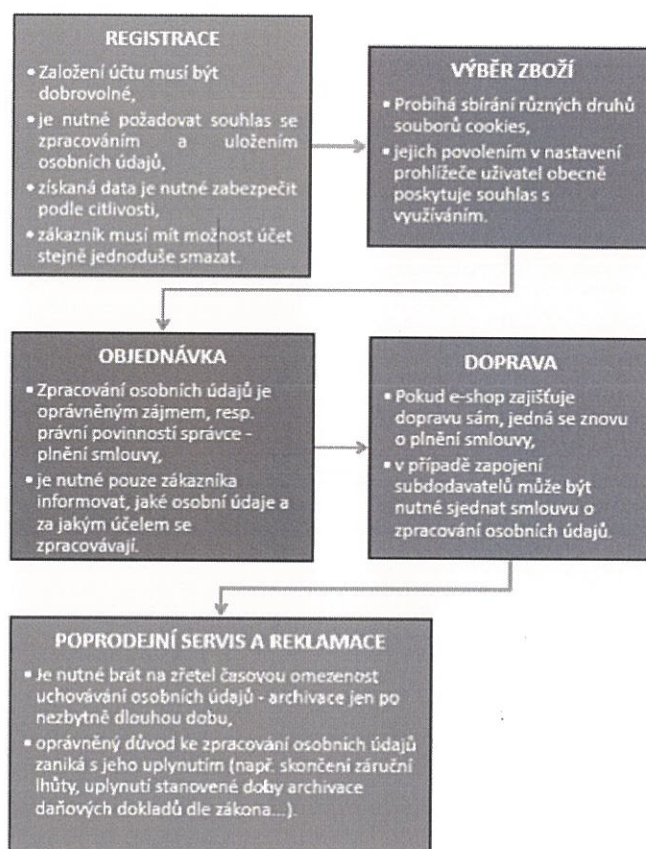 REGISTRACE
▪ Založení účtu musí být
dobrovolné,
▪ je nutné požadovat souhlas se
zpracováním a uložením
osobních údajů,
▪ získaná data je nutné zabezpečit
podle citlivosti,
▪ zákazník musí mít možnost účet
stejně jednoduše smazat.
VÝBĚR ZBOŽÍ
▪ Probíhá sbírání různých druhů
souborů cookies,
▪ jejich povolením v nastavení
prohlížeče uživatel obecně
poskytuje souhlas s
využíváním.
OBJEDNÁVKA
▪ Zpracování osobních údajů je
oprávněným zájmem, resp.
právní povinností správce -
plnění smlouvy,
▪ je nutné pouze zákazníka
informovat, jaké osobní údaje a
za jakým účelem se
zpracovávají.
DOPRAVA
▪ Pokud e-shop zajišťuje
dopravu sám, jedná se znovu
o plnění smlouvy,
▪ v případě zapojení
subdodavatelů může být
nutné sjednat smlouvu o
zpracování osobních údajů.
POPRODEJNÍ SERVIS A REKLAMACE
▪ Je nutné brát na zřetel časovou omezenost
uchovávání osobních údajů - archivace jen po
nezbytně dlouhou dobu,
▪ oprávněný důvod ke zpracování osobních údajů
zaniká s jeho uplynutím (např. skončení záruční
lhůty, uplynutí stanovené doby archivace
daňových dokladů dle zákona...).